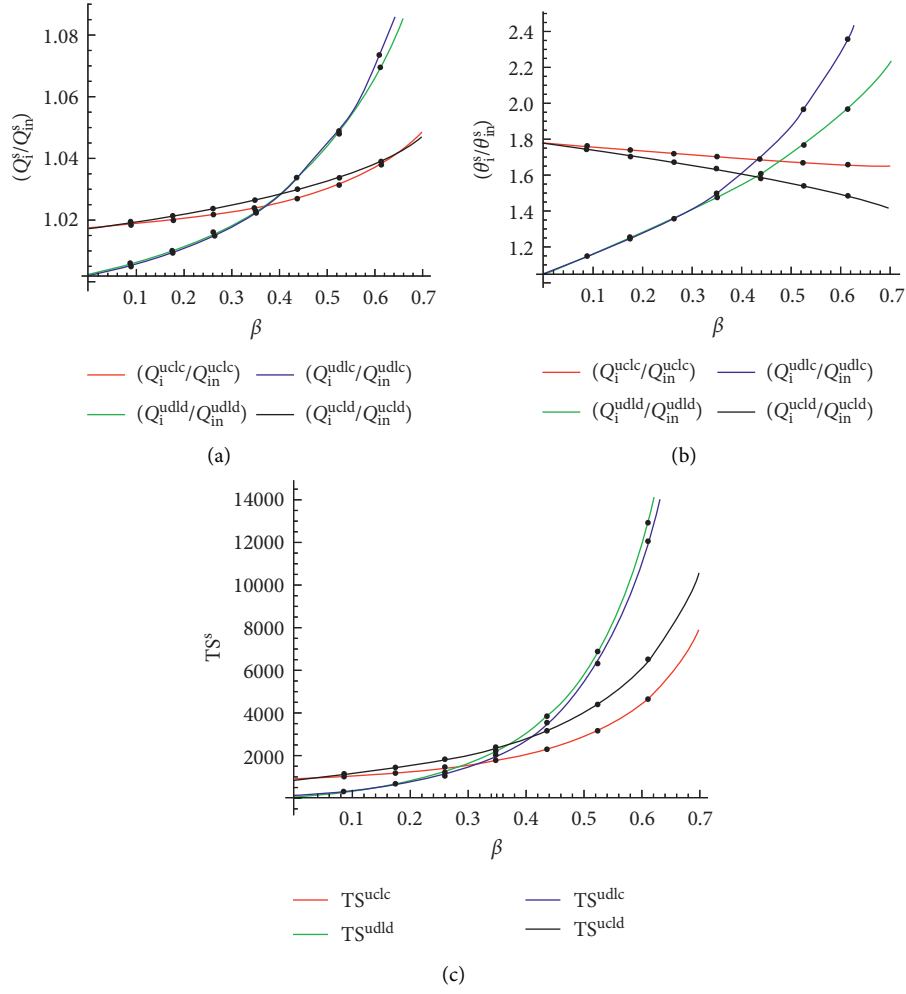 (Q_i^s/Q_in^s)
1.08
1.06
1.04
1.02
0.1 0.2 0.3 0.4 0.5 0.6 0.7
β
(Q_i^uclc/Q_in^uclc) (Q_i^udlc/Q_in^udlc)
(Q_i^udld/Q_in^udld) (Q_i^ucld/Q_in^ucld)
(a)
(θ_i^s/θ_in^s)
2.4
2.2
2.0
1.8
1.6
1.4
1.2
0.1 0.2 0.3 0.4 0.5 0.6 0.7
β
(Q_i^uclc/Q_in^uclc) (Q_i^udlc/Q_in^udlc)
(Q_i^udld/Q_in^udld) (Q_i^ucld/Q_in^ucld)
(b)
TS^s
14000
12000
10000
8000
6000
4000
2000
0.1 0.2 0.3 0.4 0.5 0.6 0.7
β
TS^uclc TS^udlc
TS^udld TS^ucld
(c)